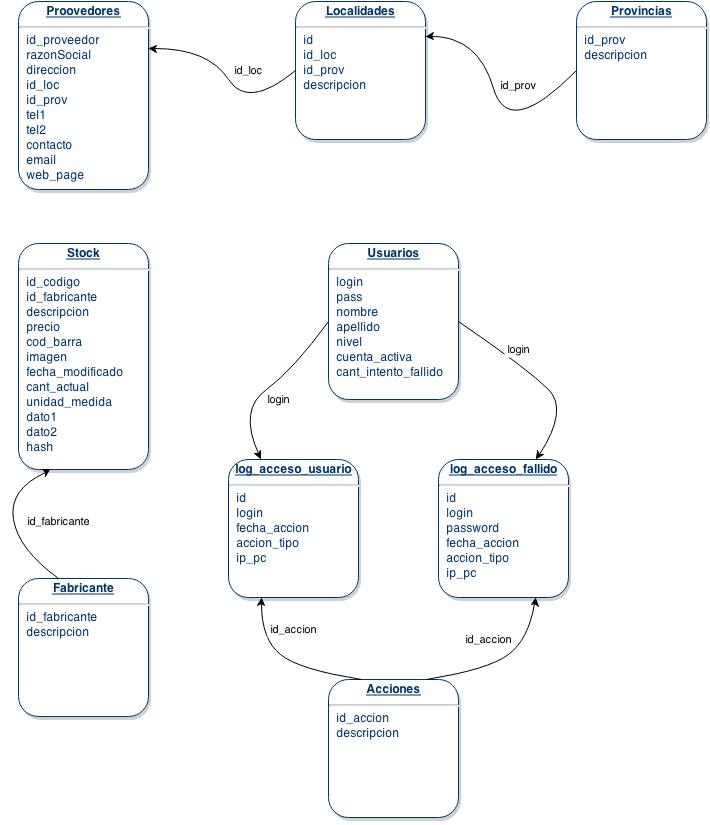 Proovedores
id_proveedor
razonSocial
direccion
id_loc
id_prov
tel1
tel2
contacto
email
web_page
id_loc
Localidades
id
id_loc
id_prov
descripcion
id_prov
Provincias
id_prov
descripcion
Stock
id_codigo
id_fabricante
descripcion
precio
cod_barra
imagen
fecha_modificado
cant_actual
unidad_medida
dato1
dato2
hash
id_fabricante
Fabricante
id_fabricante
descripcion
Usuarios
login
pass
nombre
apellido
nivel
cuenta_activa
cant_intento_fallido
login
login
log_acceso_usuario
id
login
fecha_accion
accion_tipo
ip_pc
log_acceso_fallido
id
login
password
fecha_accion
accion_tipo
ip_pc
id_accion
id_accion
Acciones
id_accion
descripcion